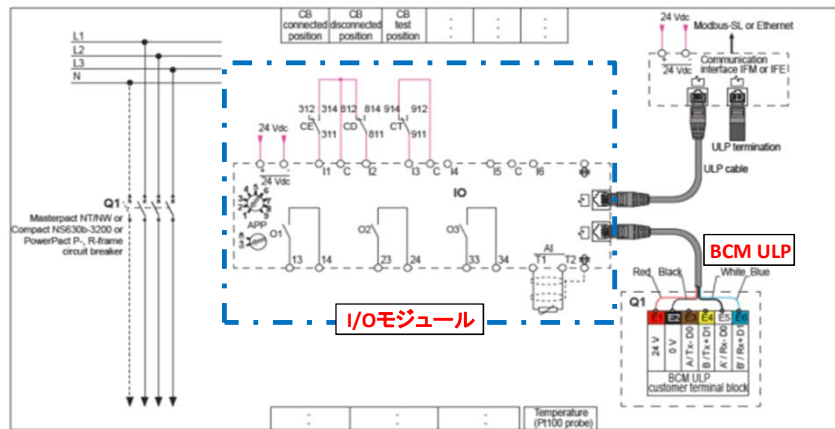 CB connected position
CB disconnected position
CB test position
24 Vdc
Modbus-SL or Ethernet
24 Vdc
Communication interface IFM or IFE
ULP termination
ULP cable
L1
L2
L3
N
312 314 812 814 914 912
CE 311 CD 811 CT 911
24 Vdc
24 Vdc
I1 C I2 I3 C I4 I5 C I6
IO
APP
Q1
Masterpact NT/NW or
Compact NS630b-3200 or
PowerPact P-, R-frame
circuit breaker
O1 O2 O3
13 14 23 24 33 34
AI
T1 T2
I/Oモジュール
BCM ULP
Red Black White Blue
Q1
E1 E2 E3 E4 E5 E6
24 V
0 V
A/Tx- D0
B/Tx+ D1
A'/Rx- D0
B'/Rx+ D1
BCM ULP
customer terminal block
Temperature
(Pt100 probe)